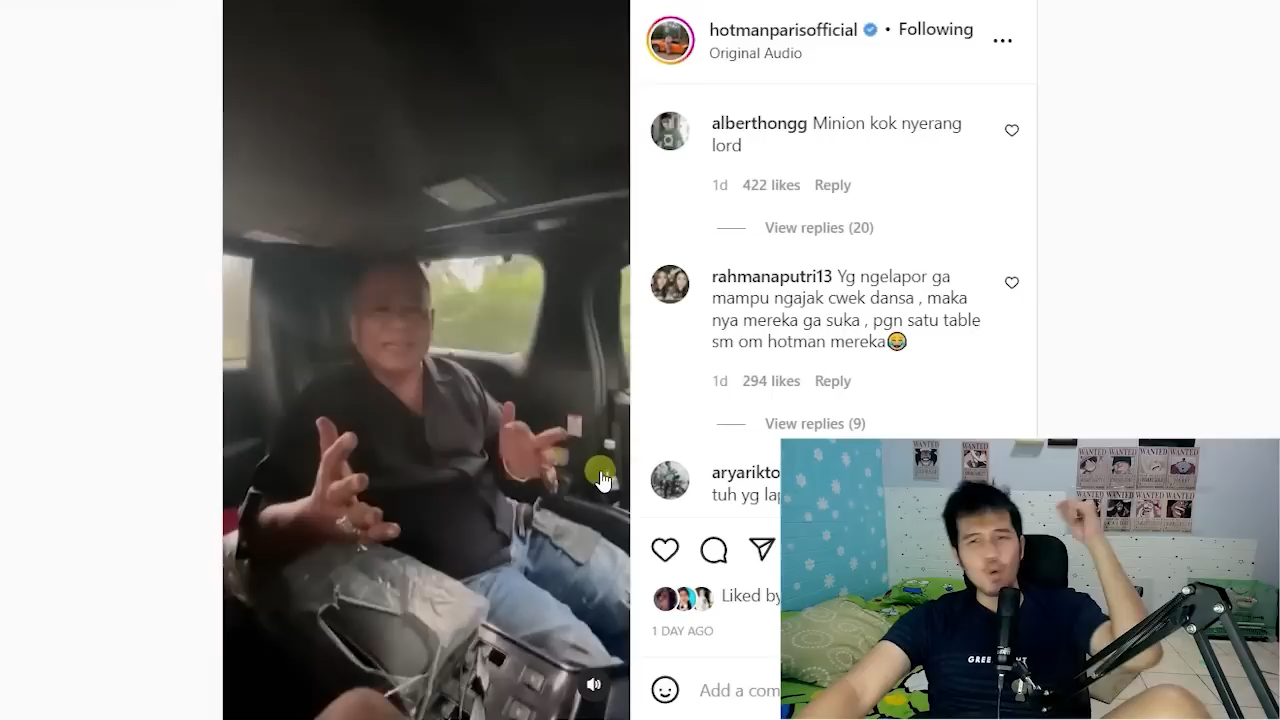 hotmanparisofficial • Following
Original Audio
...
alberthongg Minion kok nyerang
lord
1d 422 likes Reply
View replies (20)
rahmanaputri13 Yg ngelapor ga
mampu ngajak cwek dansa , maka
nya mereka ga suka , pgn satu table
sm om hotman mereka😂
1d 294 likes Reply
View replies (9)
aryarikto
tuh yg lap
Liked by
1 DAY AGO
Add a com
WANTED
WANTED
WANTED
WANTED
WANTED
WANTED